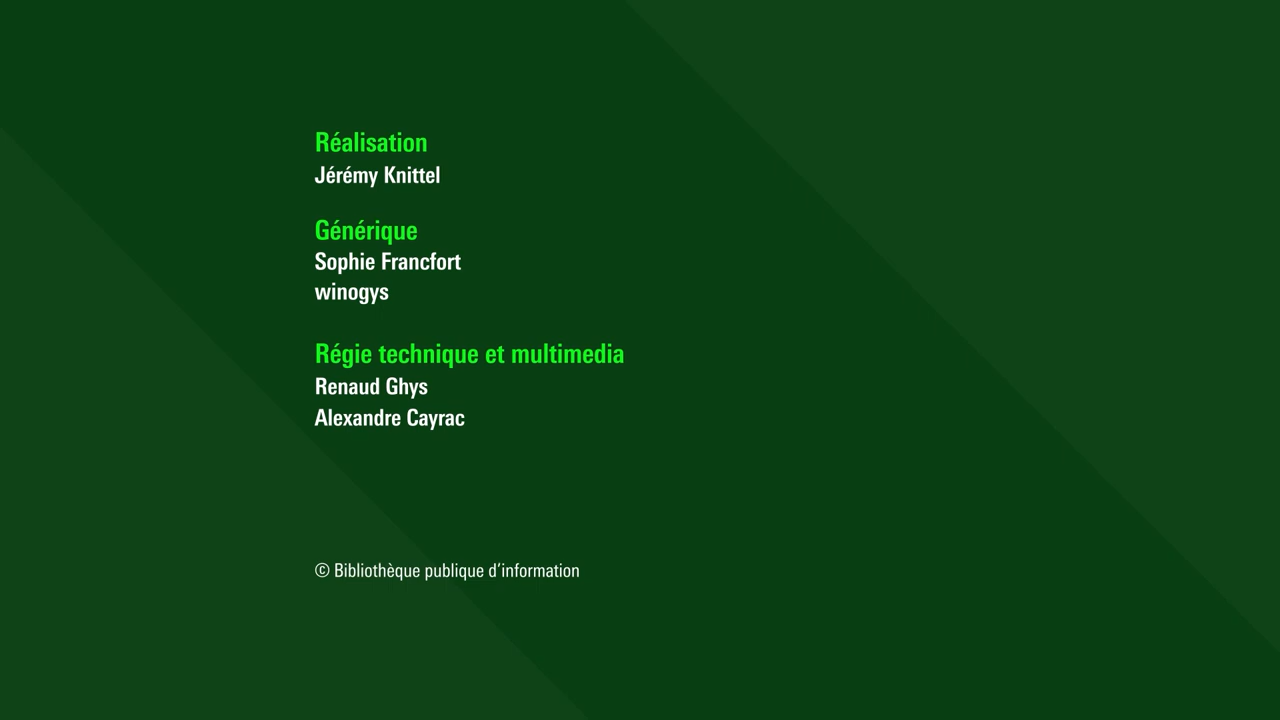 Réalisation
Jérémy Knittel
Générique
Sophie Francfort
winogys
Régie technique et multimedia
Renaud Ghys
Alexandre Cayrac
© Bibliothèque publique d’information